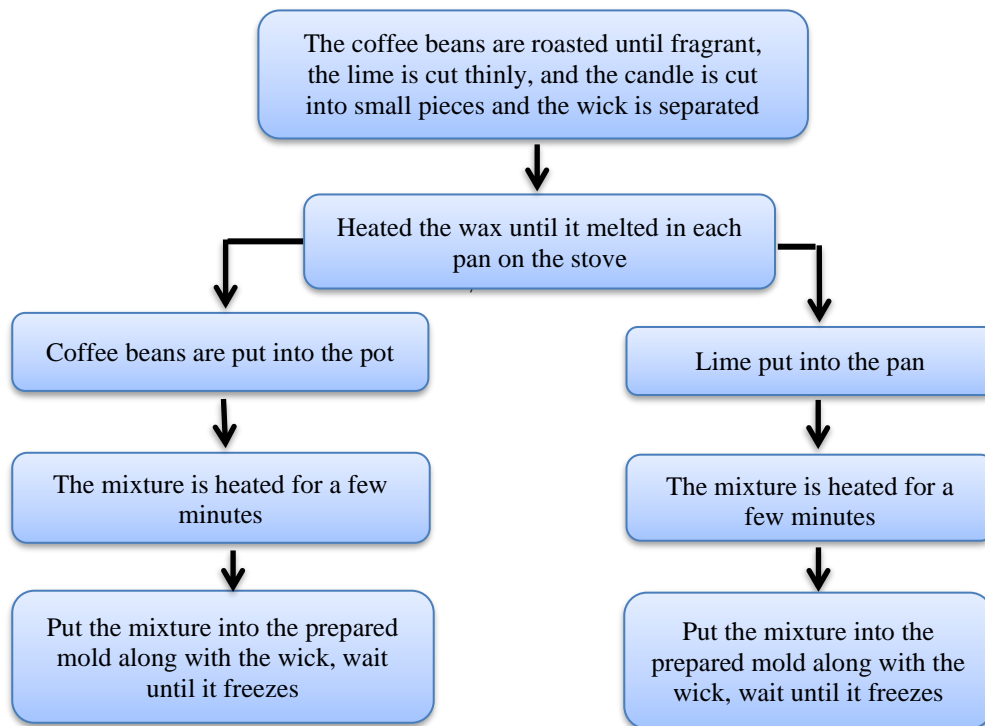 The coffee beans are roasted until fragrant,
the lime is cut thinly, and the candle is cut
into small pieces and the wick is separated
Heated the wax until it melted in each
pan on the stove
Coffee beans are put into the pot
The mixture is heated for a few
minutes
Put the mixture into the prepared
mold along with the wick, wait
until it freezes
Lime put into the pan
The mixture is heated for a
few minutes
Put the mixture into the
prepared mold along with the
wick, wait until it freezes